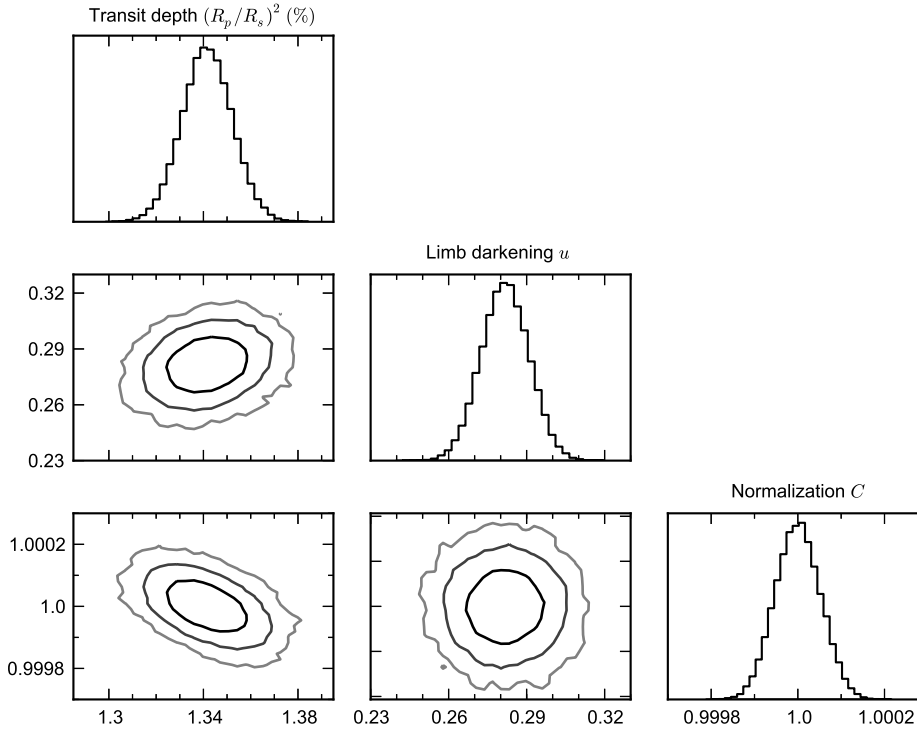 Transit depth (R_p/R_s)^2 (%)
Limb darkening u
0.32
0.29
0.26
0.23
Normalization C
1.0002
1.0
0.9998
1.3 1.34 1.38 0.23 0.26 0.29 0.32 0.9998 1.0 1.0002